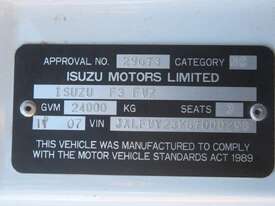 APPROVAL NO. 29673 CATEGORY
ISUZU MOTORS LIMITED
ISUZU F3 FVZ
GVM 24000 KG SEATS
11 07 VIN
THIS VEHICLE WAS MANUFACTURED TO COMPLY
WITH THE MOTOR VEHICLE STANDARDS ACT 1989